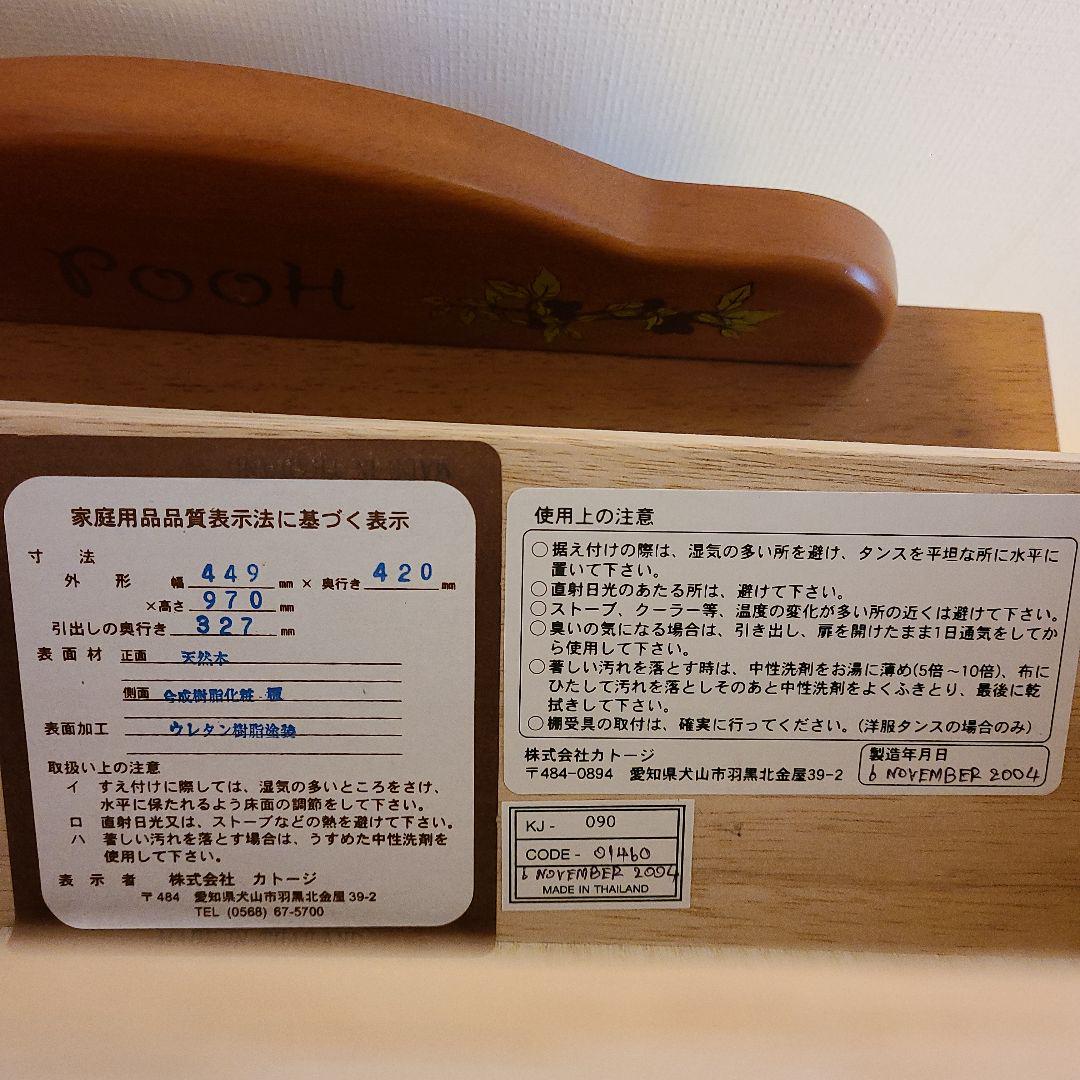 POOH
家庭用品品質表示法に基づく表示
寸法
外形 幅 449 mm × 奥行き 420 mm
×高さ 970 mm
引出しの奥行き 327 mm
表面材 正面 天然木
側面 合成樹脂化粧
表面加工 ウレタン樹脂塗装
取扱い上の注意
イ すえ付けに際しては、湿気の多いところをさけ、
水平に保たれるよう床面の調節をして下さい。
ロ 直射日光又は、ストーブなどの熱を避けて下さい。
ハ 著しい汚れを落とす場合は、うすめた中性洗剤を
使用して下さい。
表示者 株式会社 カトージ
〒484 愛知県犬山市羽黒北金屋39-2
TEL (0568) 67-5700
使用上の注意
○据え付けの際は、湿気の多い所を避け、タンスを平坦な所に水平に
置いて下さい。
○直射日光のあたる所は、避けて下さい。
○ストーブ、クーラー等、温度の変化が多い所の近くは避けて下さい。
○臭いの気になる場合は、引き出し、扉を開けたまま1日通気をしてか
ら使用して下さい。
○著しい汚れを落とす時は、中性洗剤をお湯に薄め(5倍～10倍)、布に
ひたして汚れを落としそのあと中性洗剤をよくふきとり、最後に乾
拭きして下さい。
○棚受具の取付は、確実に行ってください。(洋服タンスの場合のみ)
株式会社カトージ
〒484-0894 愛知県犬山市羽黒北金屋39-2
製造年月日
6 NOVEMBER 2004
KJ - 090
CODE - 01460
6 NOVEMBER 2004
MADE IN THAILAND